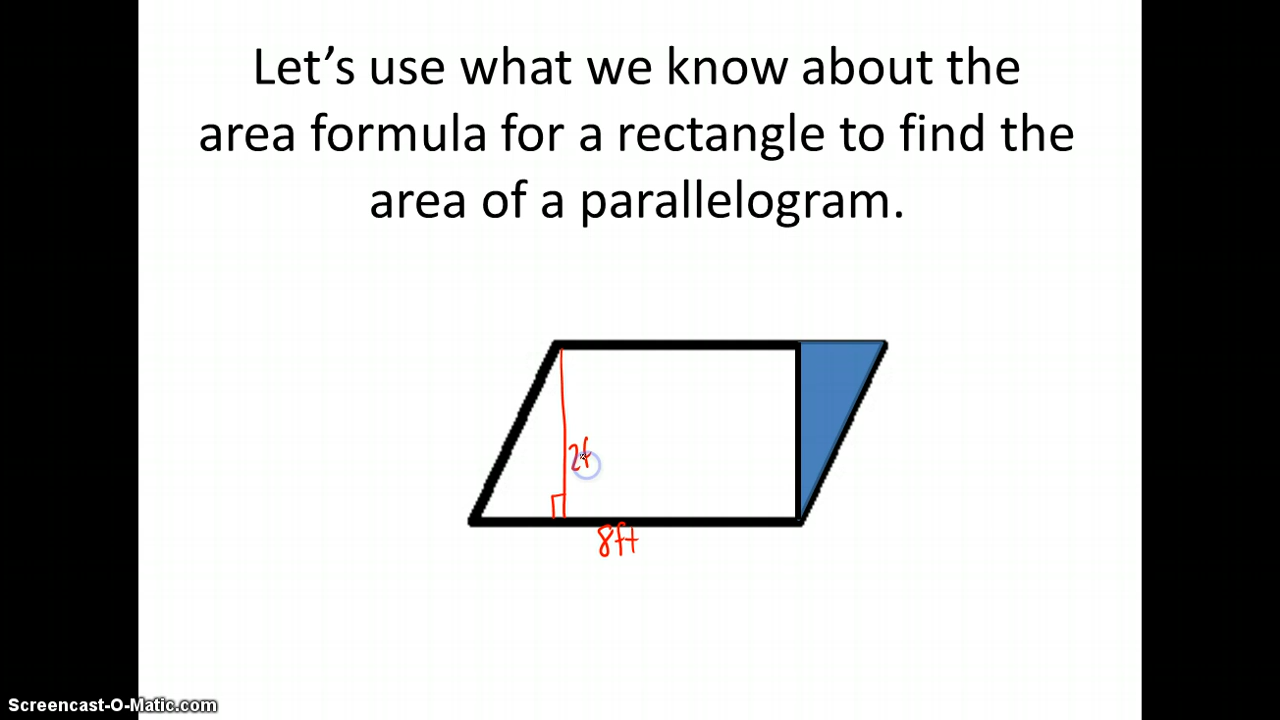 Let's use what we know about the
area formula for a rectangle to find the
area of a parallelogram.
8ft
Screencast-O-Matic.com